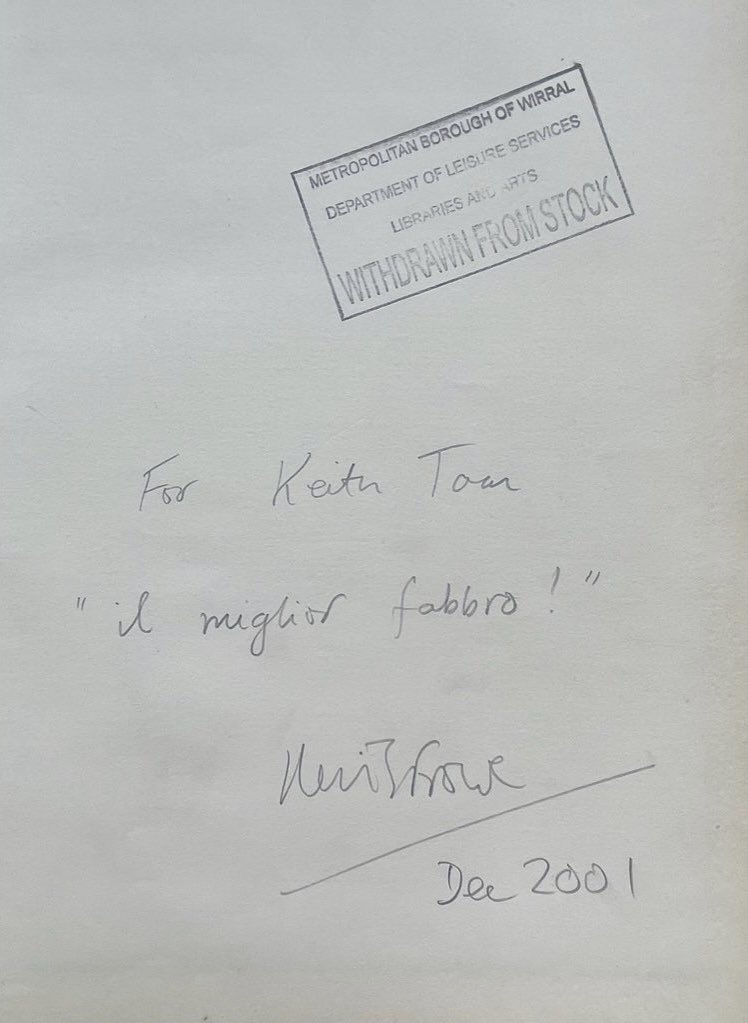 METROPOLITAN BOROUGH OF WIRRAL
DEPARTMENT OF LEISURE SERVICES
LIBRARIES AND ARTS
WITHDRAWN FROM STOCK
For Keith
"il miglior fabbro!"
Dec 2001